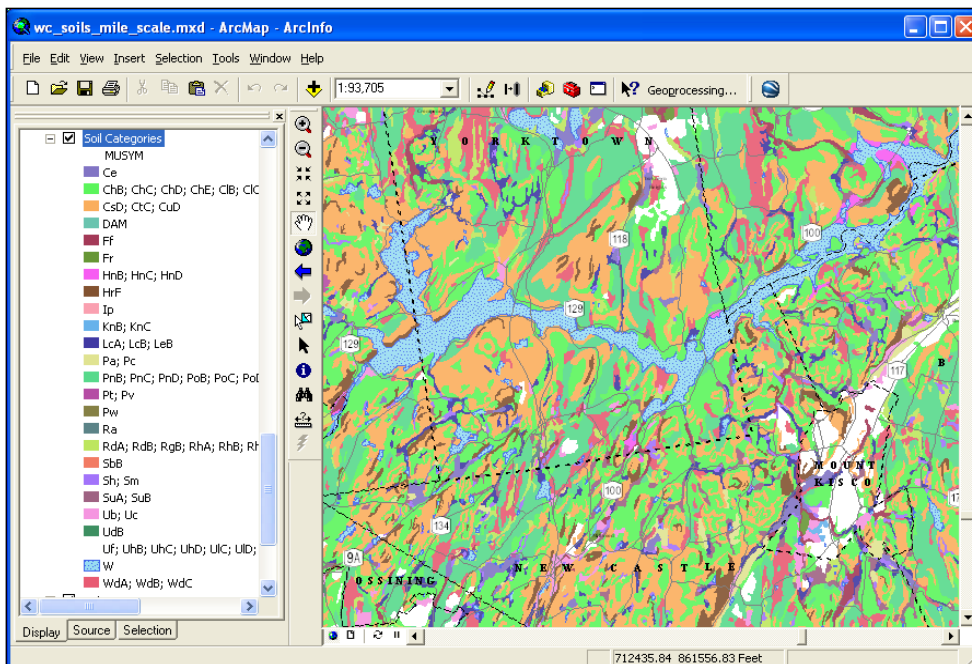 wc_soils_mile_scale.mxd - ArcMap - ArcInfo
File Edit View Insert Selection Tools Window Help
1:93,705
Geoprocessing...
Soil Categories
MUSYM
Ce
ChB; ChC; ChD; ChE; ClB; ClC
CsD; CtC; CuD
DAM
Ff
Fr
HnB; HnC; HnD
HrF
Ip
KnB; KnC
LcA; LcB; LeB
Pa; Pc
PnB; PnC; PnD; PoB; PoC; PoD
Pt; Pv
Pw
Ra
RdA; RdB; RgB; RhA; RhB; Rh
SbB
Sh; Sm
SuA; SuB
Ub; Uc
UdB
Uf; UhB; UhC; UhD; UlC; UlD;
W
WdA; WdB; WdC
Display Source Selection
YORKTOWN
118
100
129
129
117
B
MOUNT
KISCO
17
100
134
9A
OSSINING
NEW CASTLE
712435.84 861556.83 Feet